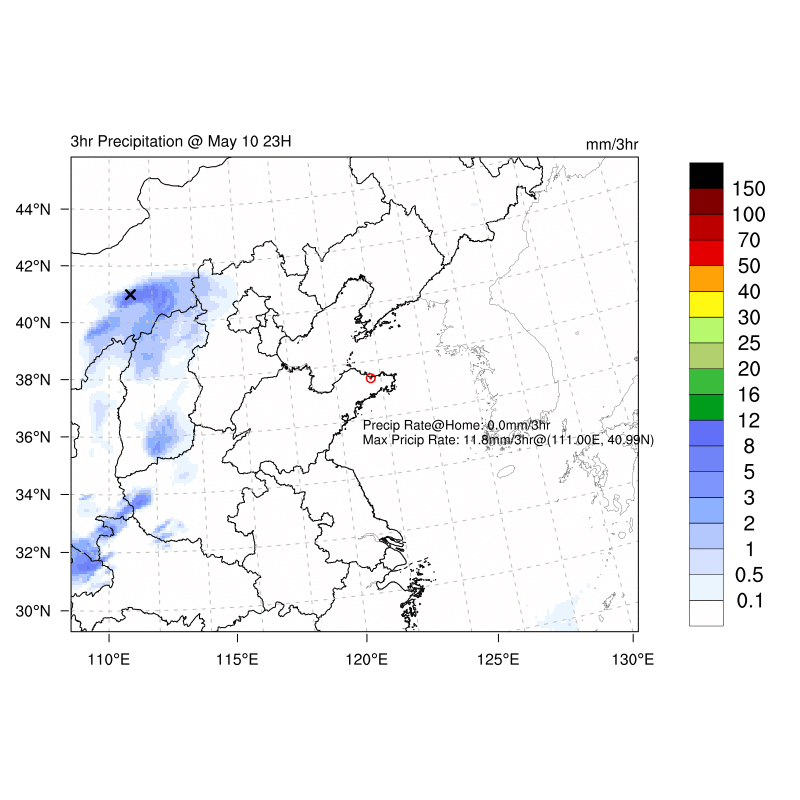 3hr Precipitation @ May 10 23H
mm/3hr
44°N
42°N
40°N
38°N
36°N
34°N
32°N
30°N
110°E
115°E
120°E
125°E
130°E
Precip Rate@Home: 0.0mm/3hr
Max Pricip Rate: 11.8mm/3hr@(111.00E, 40.99N)
150
100
70
50
40
30
25
20
16
12
8
5
3
2
1
0.5
0.1